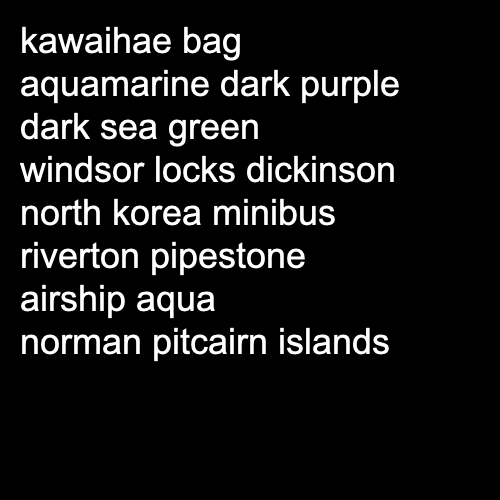 kawaihae bag
aquamarine dark purple
dark sea green
windsor locks dickinson
north korea minibus
riverton pipestone
airship aqua
norman pitcairn islands